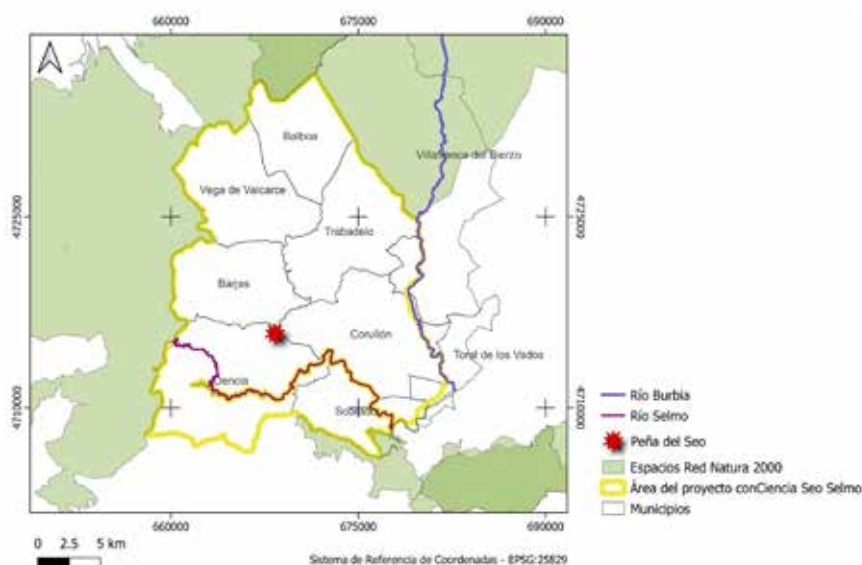 660000 675000 690000
Balboa
Villafranca del Bierzo
Vega de Valcarce
4725000
4725000
Trabadelo
Barjas
Corullón
Toral de los Vados
Oencia
4710000
4710000
660000 675000 690000
Río Burbia
Río Selmo
Peña del Seo
Espacios Red Natura 2000
Área del proyecto conCiencia Seo Selmo
Municipios
0 2.5 5 km
Sistema de Referencia de Coordenadas - EPSG:25829